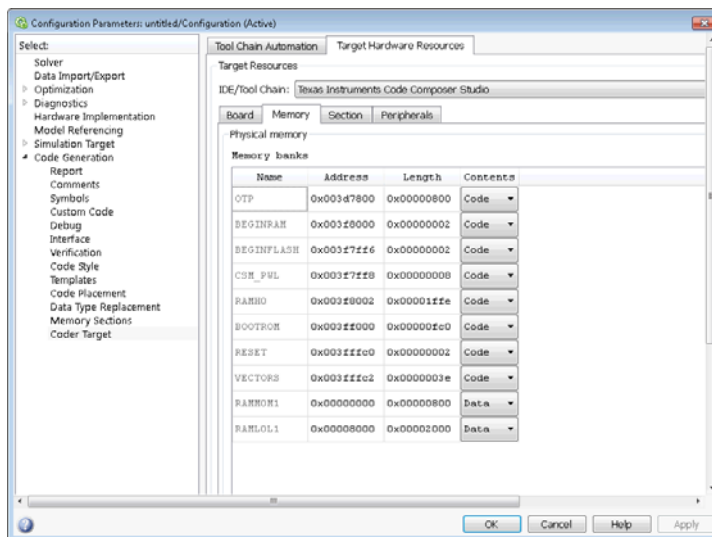 Configuration Parameters: untitled/Configuration (Active)
Select:
Solver
Data Import/Export
Optimization
Diagnostics
Hardware Implementation
Model Referencing
Simulation Target
Code Generation
Report
Comments
Symbols
Custom Code
Debug
Interface
Verification
Code Style
Templates
Code Placement
Data Type Replacement
Memory Sections
Coder Target
Tool Chain Automation Target Hardware Resources
Target Resources
IDE/Tool Chain: Texas Instruments Code Composer Studio
Board Memory Section Peripherals
Physical memory
Memory banks
Name Address Length Contents
OTP 0x003d7800 0x00000800 Code
BEGINRAM 0x003f8000 0x00000002 Code
BEGINFLASH 0x003f7ff6 0x00000002 Code
CSM_PWL 0x003f7ff8 0x00000008 Code
RAMH0 0x003f8002 0x00001ffe Code
BOOTROM 0x003ff000 0x00000fc0 Code
RESET 0x003fffc0 0x00000002 Code
VECTORS 0x003fffc2 0x0000003e Code
RAMM0M1 0x00000000 0x00000800 Data
RAML0L1 0x00008000 0x00002000 Data
OK Cancel Help Apply